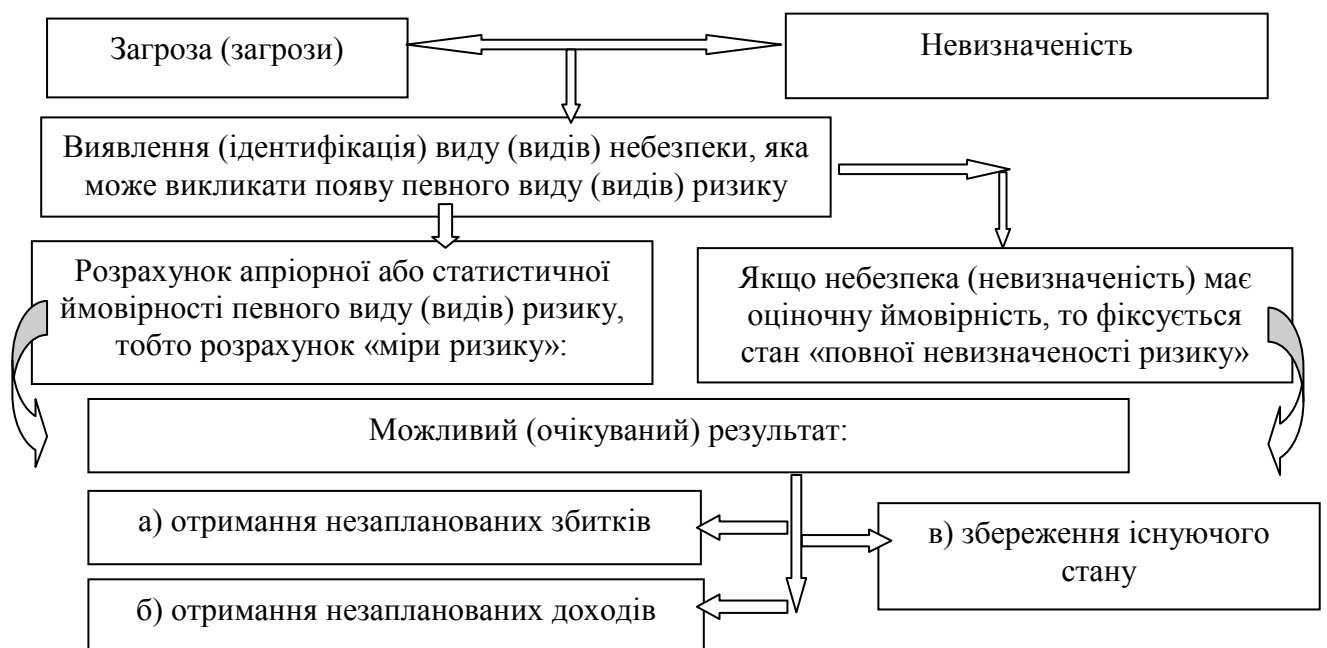 Загроза (загрози)
Невизначеність
Виявлення (ідентифікація) виду (видів) небезпеки, яка
може викликати появу певного виду (видів) ризику
Розрахунок апріорної або статистичної
ймовірності певного виду (видів) ризику,
тобто розрахунок «міри ризику»:
Якщо небезпека (невизначеність) має
оціночну ймовірність, то фіксується
стан «повної невизначеності ризику»
Можливий (очікуваний) результат:
а) отримання незапланованих збитків
в) збереження існуючого
стану
б) отримання незапланованих доходів